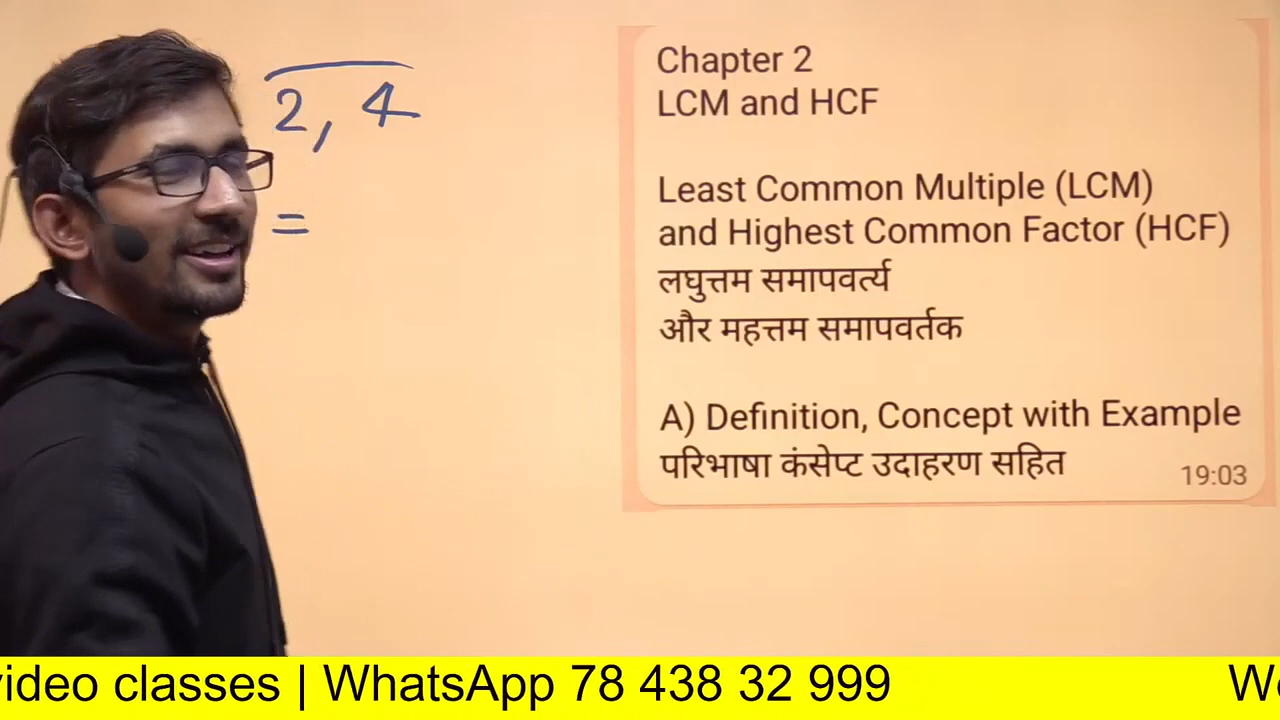 2, 4
=
Chapter 2
LCM and HCF
Least Common Multiple (LCM)
and Highest Common Factor (HCF)
लघुत्तम समापवर्त्य
और महत्तम समापवर्तक
A) Definition, Concept with Example
परिभाषा कंसेप्ट उदाहरण सहित
19:03
video classes | WhatsApp 78 438 32 999